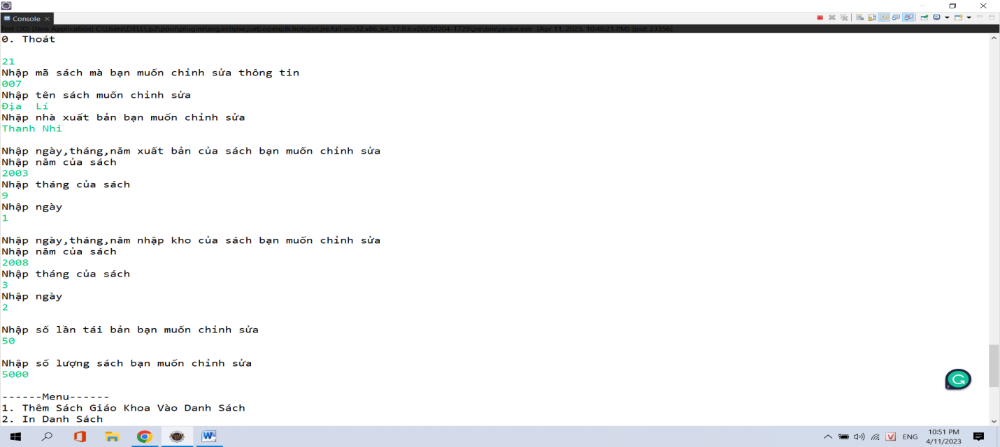 Console
Test (30) [Java Application] C:\Users\DELL\.p2\pool\plugins\org.eclipse.justj.openjdk.hotspot.jre.full.win32.x86_64_17.0.6.v20230204-1729\jre\bin\javaw.exe (Apr 11, 2023, 10:48:21 PM) [pid: 23356]
0. Thoát
21
Nhập mã sách mà bạn muốn chỉnh sửa thông tin
007
Nhập tên sách muốn chỉnh sửa
Địa  Lí
Nhập nhà xuất bản bạn muốn chỉnh sửa
Thanh Nhi
Nhập ngày,tháng,năm xuất bản của sách bạn muốn chỉnh sửa
Nhập năm của sách
2003
Nhập tháng của sách
9
Nhập ngày
1
Nhập ngày,tháng,năm nhập kho của sách bạn muốn chỉnh sửa
Nhập năm của sách
2008
Nhập tháng của sách
3
Nhập ngày
2
Nhập số lần tái bản bạn muốn chỉnh sửa
50
Nhập số lượng sách bạn muốn chỉnh sửa
5000
------Menu------
1. Thêm Sách Giáo Khoa Vào Danh Sách
2. In Danh Sách
ENG
10:51 PM
4/11/2023